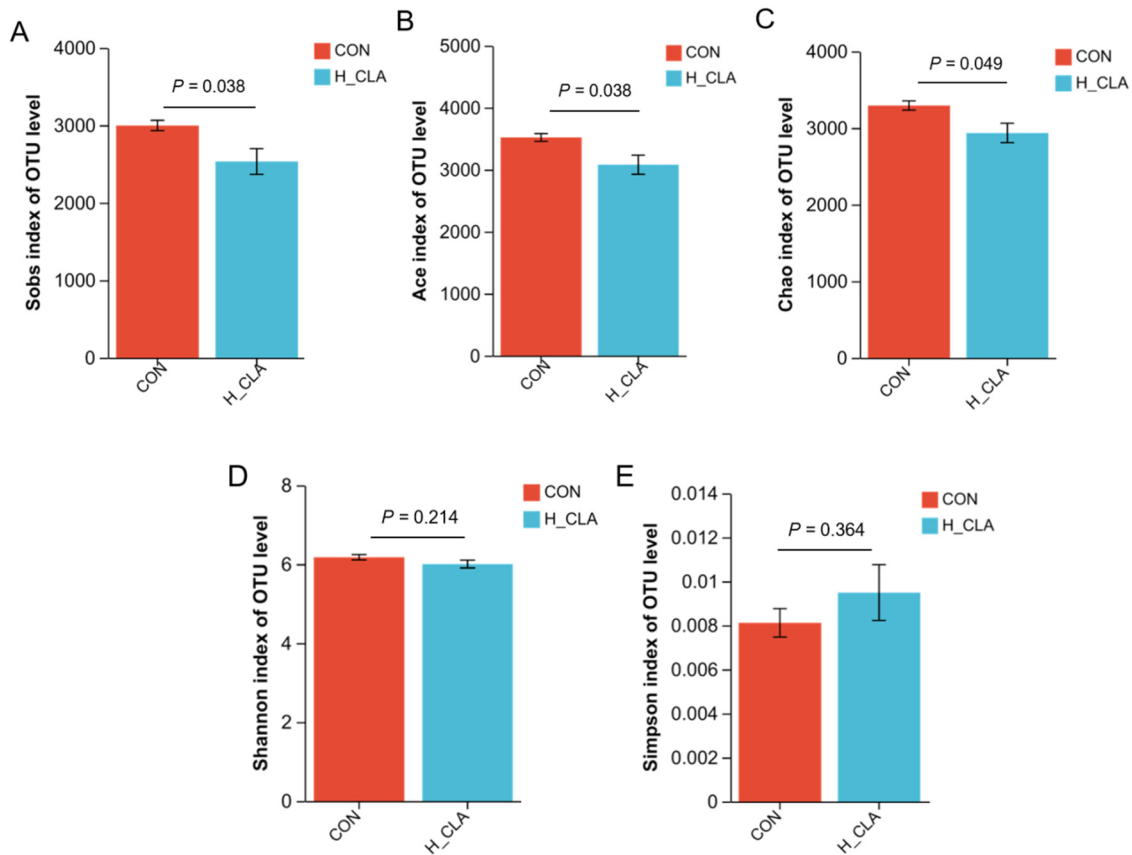 A
Sobs index of OTU level
4000
3000
2000
1000
0
P = 0.038
CON
H_CLA
CON
H_CLA
B
Ace index of OTU level
5000
4000
3000
2000
1000
0
P = 0.038
CON
H_CLA
CON
H_CLA
C
Chao index of OTU level
4000
3000
2000
1000
0
P = 0.049
CON
H_CLA
CON
H_CLA
D
Shannon index of OTU level
8
6
4
2
0
P = 0.214
CON
H_CLA
CON
H_CLA
E
Simpson index of OTU level
0.014
0.012
0.01
0.008
0.006
0.004
0.002
0
P = 0.364
CON
H_CLA
CON
H_CLA